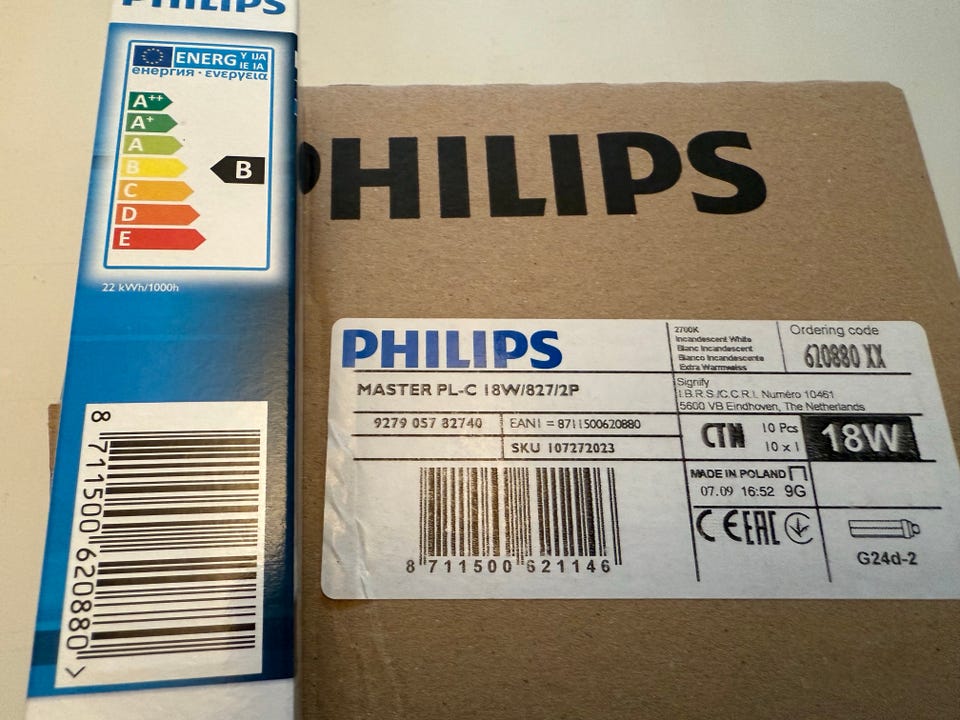 PHILIPS
ENERG Y IJA
IE IA
енергия · ενεργεια
A++
A+
A
B
C
D
E
B
22 kWh/1000h
8 711500 620880 >
PHILIPS
PHILIPS
MASTER PL-C 18W/827/2P
9279 057 82740
EAN1 = 8711500620880
SKU 107272023
8 711500 621146
2700K
Incandescent White
Blanc Incandescent
Blanco Incandescente
Extra Warmweiss
Ordering code
620880 XX
Signify
I.B.R.S./C.C.R.I. Numéro 10461
5600 VB Eindhoven, The Netherlands
CTN
10 Pcs
10 x 1
18W
MADE IN POLAND
07.09 16:52 9G
CE EAC
G24d-2